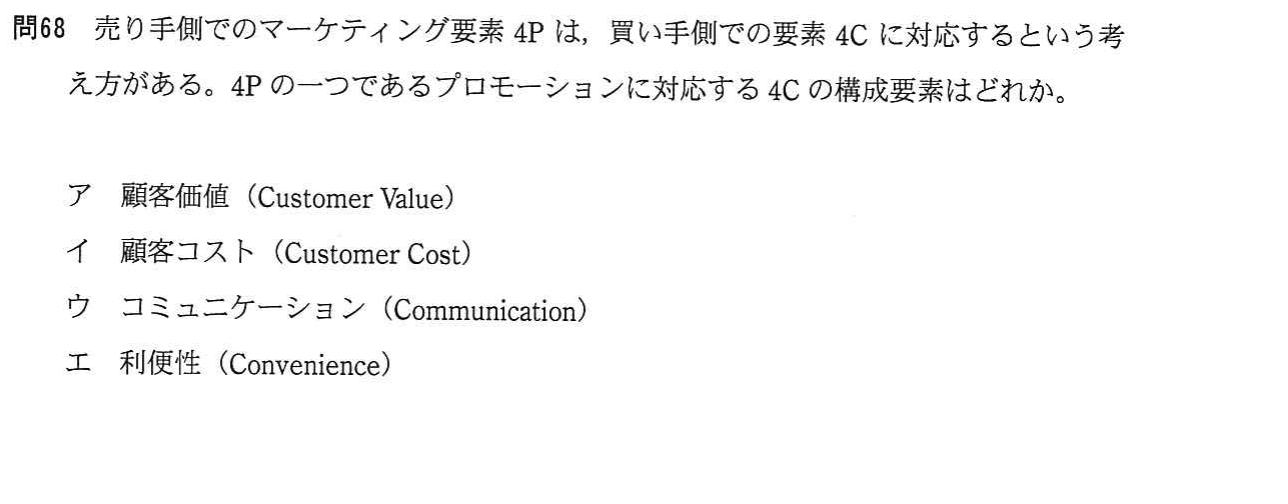 問68 売り手側でのマーケティング要素 4P は，買い手側での要素 4C に対応するという考
え方がある。4P の一つであるプロモーションに対応する 4C の構成要素はどれか。
ア 顧客価値（Customer Value）
イ 顧客コスト（Customer Cost）
ウ コミュニケーション（Communication）
エ 利便性（Convenience）